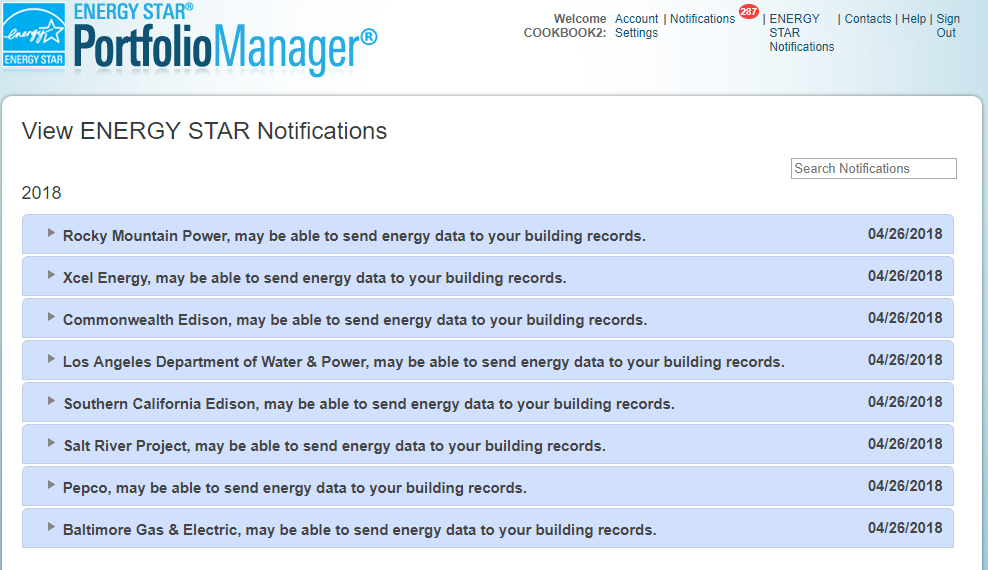 ENERGY STAR®
PortfolioManager®
energy
ENERGY STAR
Welcome
COOKBOOK2:
Account
Settings
| Notifications 287
| ENERGY
STAR
Notifications
| Contacts | Help | Sign
Out
View ENERGY STAR Notifications
Search Notifications
2018
Rocky Mountain Power, may be able to send energy data to your building records. 04/26/2018
Xcel Energy, may be able to send energy data to your building records. 04/26/2018
Commonwealth Edison, may be able to send energy data to your building records. 04/26/2018
Los Angeles Department of Water & Power, may be able to send energy data to your building records. 04/26/2018
Southern California Edison, may be able to send energy data to your building records. 04/26/2018
Salt River Project, may be able to send energy data to your building records. 04/26/2018
Pepco, may be able to send energy data to your building records. 04/26/2018
Baltimore Gas & Electric, may be able to send energy data to your building records. 04/26/2018